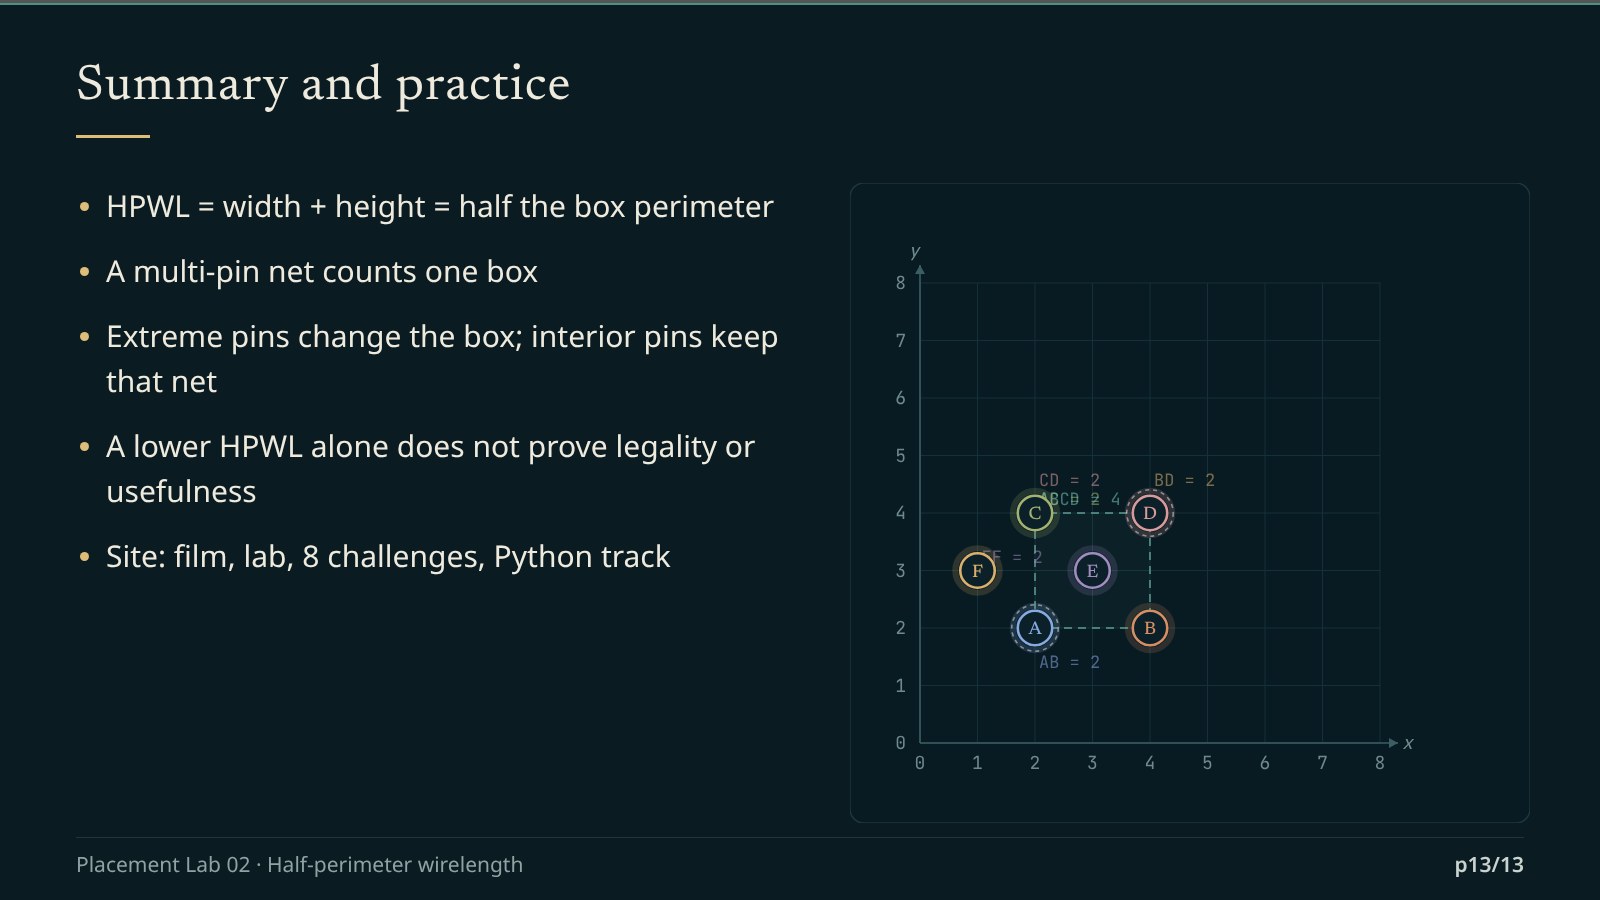 Summary and practice
HPWL = width + height = half the box perimeter
A multi-pin net counts one box
Extreme pins change the box; interior pins keep
that net
A lower HPWL alone does not prove legality or
usefulness
Site: film, lab, 8 challenges, Python track
y
8
7
6
5
CD = 2
BD = 2
ABCD = 4
4
C
D
= 2
3
F
E
2
A
B
AB = 2
1
0
x
0 1 2 3 4 5 6 7 8
Placement Lab 02 · Half-perimeter wirelength
p13/13